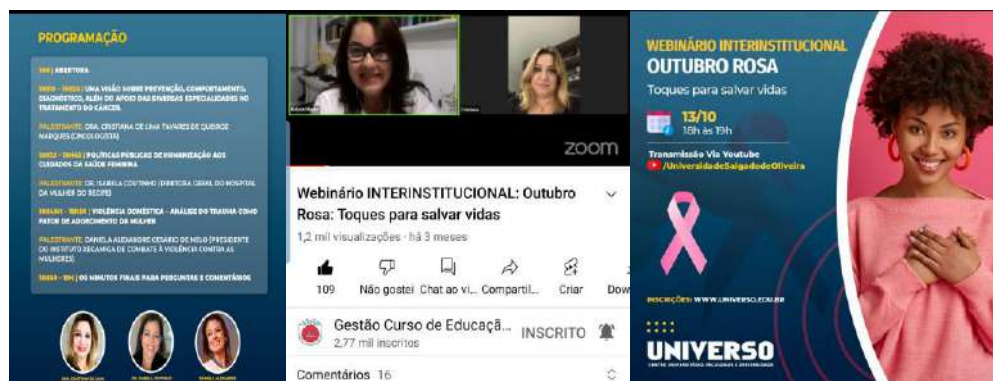 PROGRAMAÇÃO
18H | ABERTURA
UMA VISÃO SOBRE PREVENÇÃO, COMPORTAMENTO,
DIAGNÓSTICO, ALÉM DO APOIO DAS DIVERSAS ESPECIALIDADES NO
TRATAMENTO DO CÂNCER.
PALESTRANTE: DRA. CRISTIANA DE LIMA TAVARES DE QUEIROZ
MARQUES (ONCOLOGISTA)
POLÍTICAS PÚBLICAS DE HUMANIZAÇÃO AOS
CUIDADOS DA SAÚDE FEMININA
PALESTRANTE: DR. ISABELA COUTINHO (DIRETORA GERAL DO HOSPITAL
DA MULHER DO RECIFE)
VIOLÊNCIA DOMÉSTICA - ANÁLISE DO TRAUMA COMO
FATOR DE ADOECIMENTO DA MULHER
PALESTRANTE: DANIELA ALEXANDRE CESÁRIO DE MELO (PRESIDENTE
DO INSTITUTO DE COMBATE À VIOLÊNCIA CONTRA AS
MULHERES)
OS MINUTOS FINAIS PARA PERGUNTAS E COMENTÁRIOS
zoom
Webinário INTERINSTITUCIONAL: Outubro
Rosa: Toques para salvar vidas
1,2 mil visualizações · há 3 meses
109 Não gostei Chat ao vi... Compartil... Criar Dow
Gestão Curso de Educaçã... INSCRITO
2,77 mil inscritos
Comentários 16
WEBINÁRIO INTERINSTITUCIONAL
OUTUBRO ROSA
Toques para salvar vidas
13/10
18h às 19h
Transmissão Via Youtube
/UniversidadeSalgadodeOliveira
INSCRIÇÕES: WWW.UNIVERSO.EDU.BR
UNIVERSO